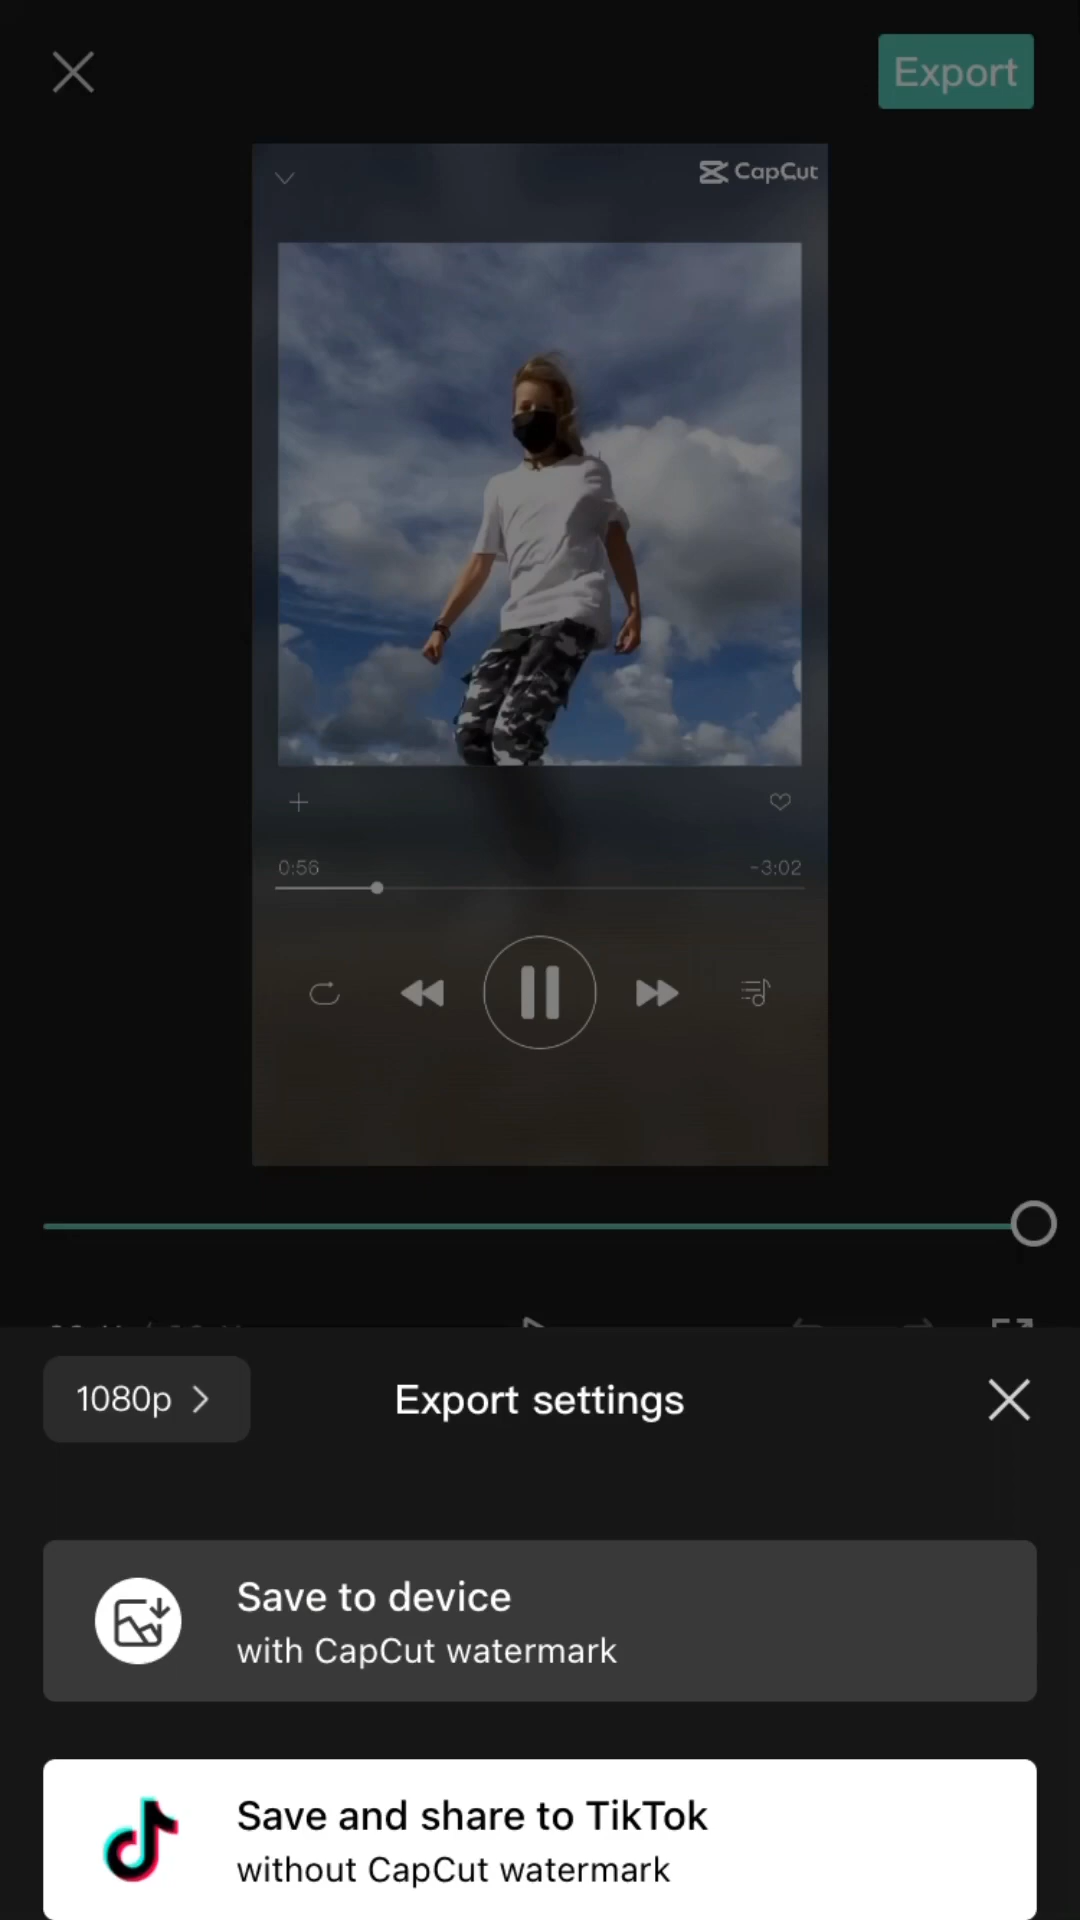 Export
CapCut
0:56
-3:02
1080p
Export settings
Save to device
with CapCut watermark
Save and share to TikTok
without CapCut watermark